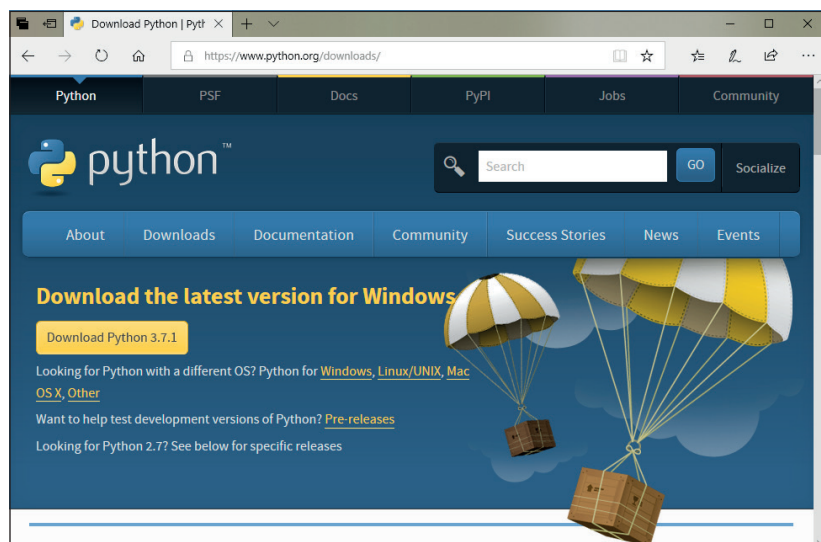 Download Python | Pyth
https://www.python.org/downloads/
Python PSF Docs PyPI Jobs Community
python™
Search GO Socialize
About Downloads Documentation Community Success Stories News Events
Download the latest version for Windows
Download Python 3.7.1
Looking for Python with a different OS? Python for Windows, Linux/UNIX, Mac
OS X, Other
Want to help test development versions of Python? Pre-releases
Looking for Python 2.7? See below for specific releases